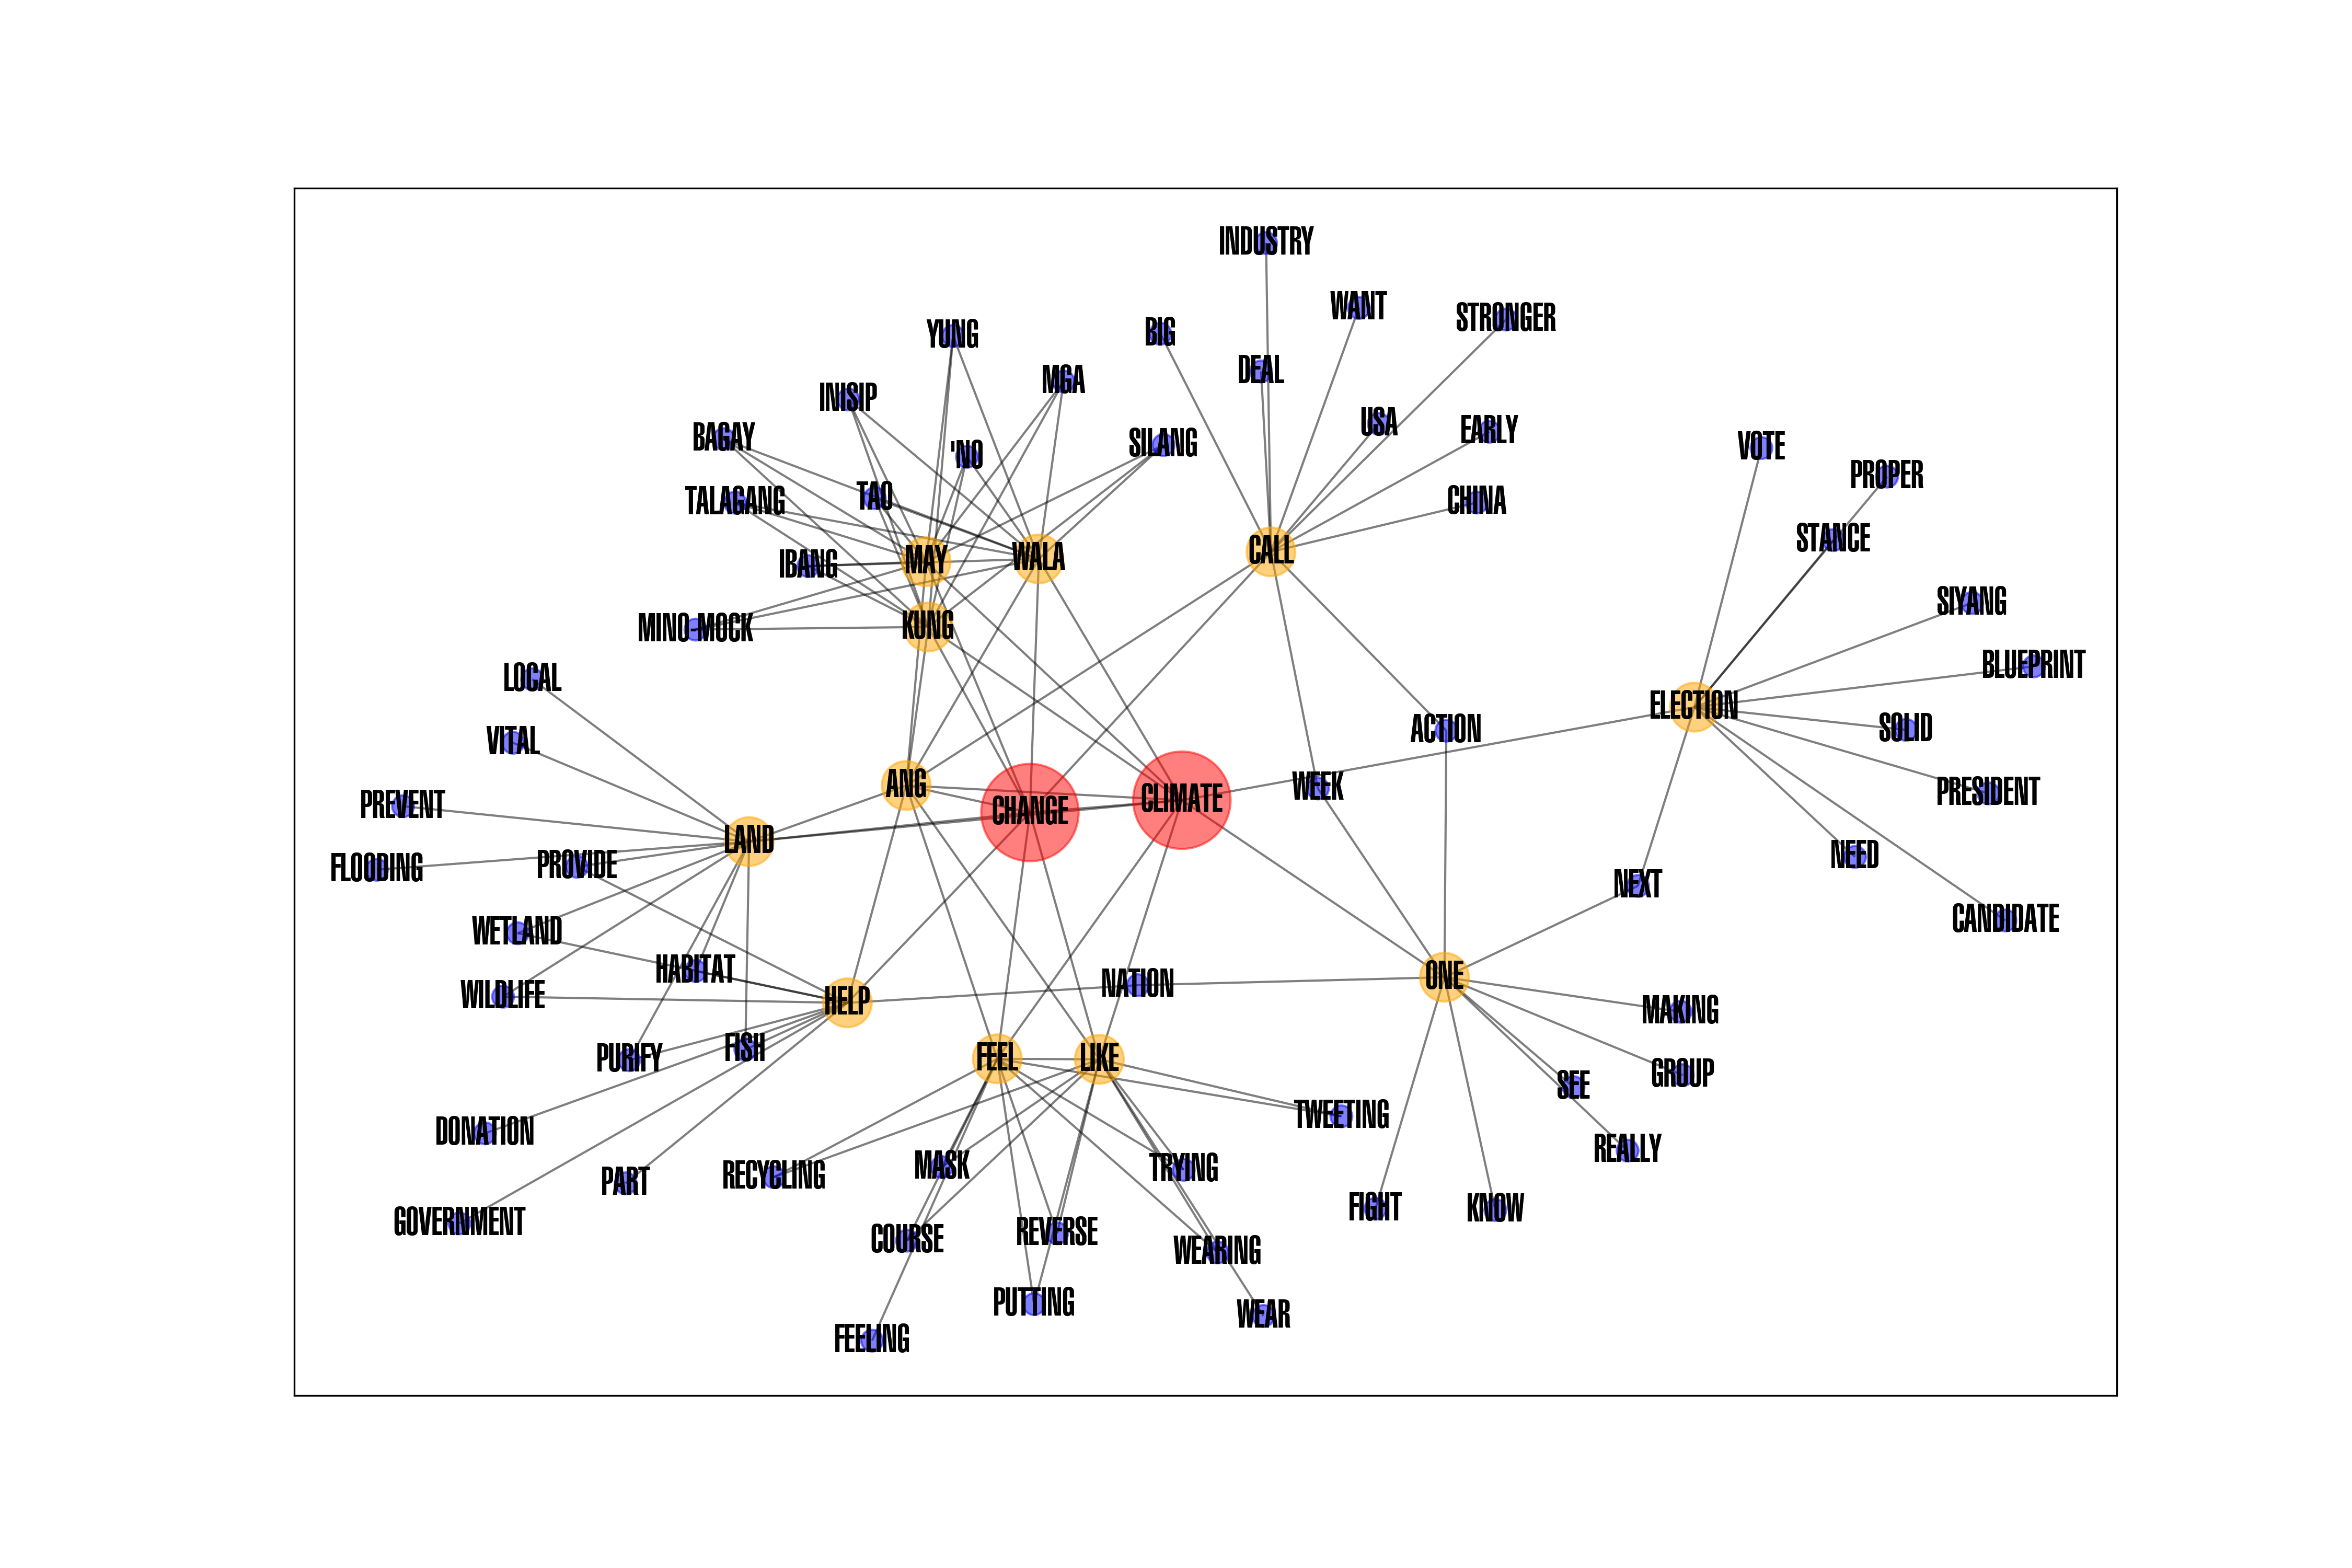 INDUSTRY
WANT
STRONGER
BIG
YUNG
DEAL
MGA
INISIP
USA
EARLY
BAGAY
SILANG
VOTE
'NO
PROPER
TAO
TALAGANG
CHINA
STANCE
CALL
WALA
MAY
IBANG
SIYANG
KUNG
MINO-MOCK
BLUEPRINT
LOCAL
ELECTION
SOLID
ACTION
VITAL
ANG
WEEK
PRESIDENT
CLIMATE
PREVENT
CHANGE
LAND
NEED
PROVIDE
FLOODING
NEXT
CANDIDATE
WETLAND
HABITAT
ONE
NATION
WILDLIFE
HELP
MAKING
FISH
FEEL
LIKE
PURIFY
GROUP
SEE
TWEETING
DONATION
REALLY
MASK
TRYING
RECYCLING
PART
FIGHT
KNOW
GOVERNMENT
REVERSE
COURSE
WEARING
PUTTING
WEAR
FEELING